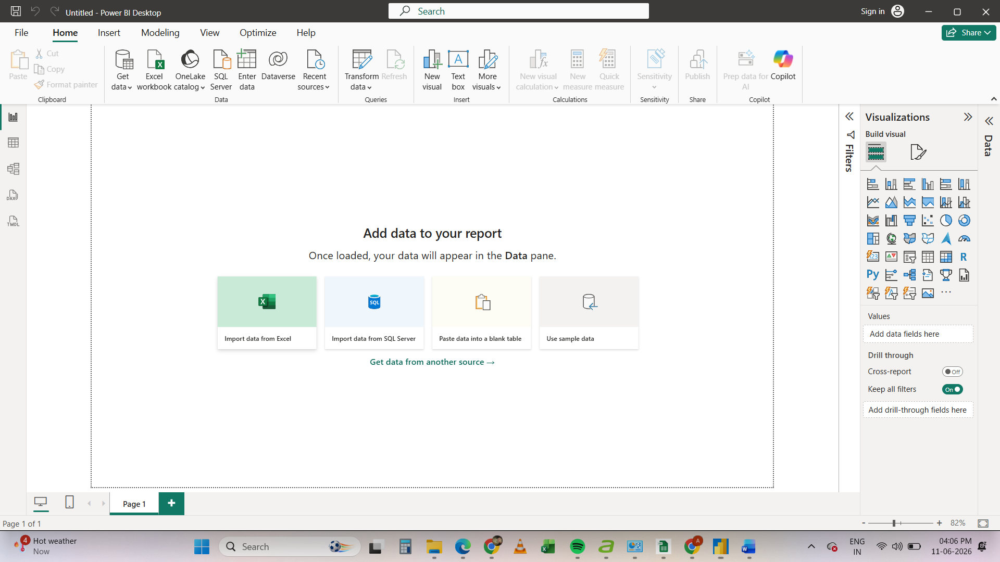 Untitled - Power BI Desktop
Search
Sign in
File
Home
Insert
Modeling
View
Optimize
Help
Share
Paste
Cut
Copy
Format painter
Clipboard
Get data
Excel workbook
OneLake catalog
SQL Server
Enter data
Dataverse
Recent sources
Data
Transform data
Refresh
Queries
New visual
Text box
More visuals
Insert
New visual calculation
New measure
Quick measure
Calculations
Sensitivity
Sensitivity
Publish
Share
Prep data for AI
Copilot
Copilot
DAX
TMDL
Add data to your report
Once loaded, your data will appear in the Data pane.
SQL
Import data from Excel
Import data from SQL Server
Paste data into a blank table
Use sample data
Get data from another source →
Filters
Visualizations
Build visual
123
R
Py
Values
Add data fields here
Drill through
Cross-report
Off
Keep all filters
On
Add drill-through fields here
Data
Page 1
Page 1 of 1
- + 82%
4
Hot weather
Now
Search
A
ENG
IN
04:06 PM
11-06-2026